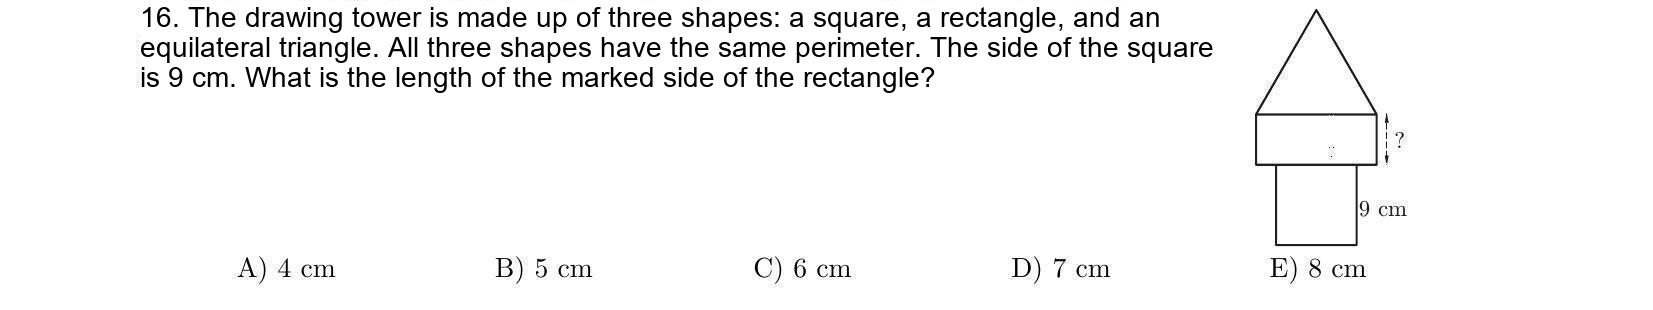 16. The drawing tower is made up of three shapes: a square, a rectangle, and an
equilateral triangle. All three shapes have the same perimeter. The side of the square
is 9 cm. What is the length of the marked side of the rectangle?
?
9 cm
A) 4 cm B) 5 cm C) 6 cm D) 7 cm E) 8 cm